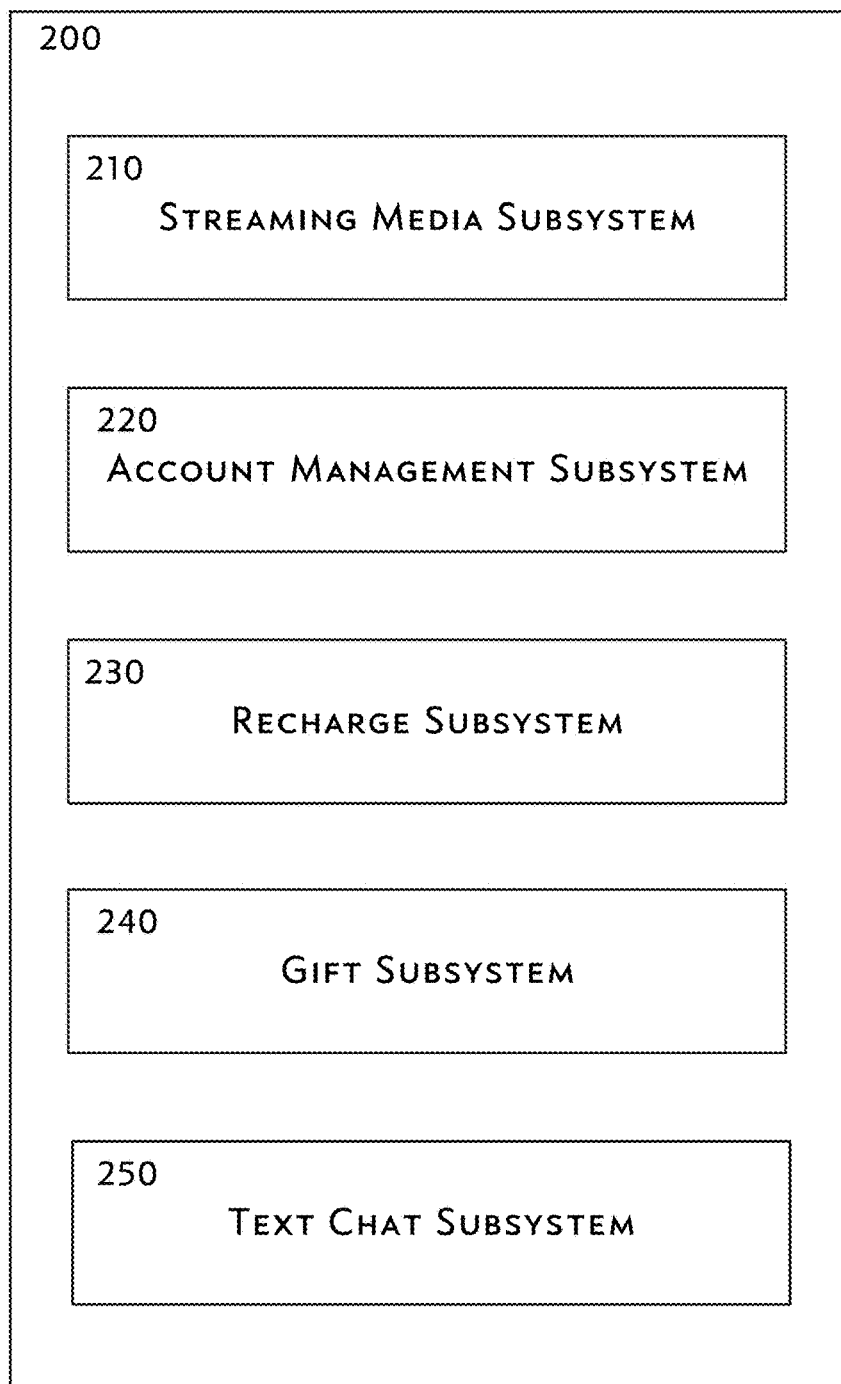 200
210
Streaming Media Subsystem
220
Account Management Subsystem
230
Recharge Subsystem
240
Gift Subsystem
250
Text Chat Subsystem